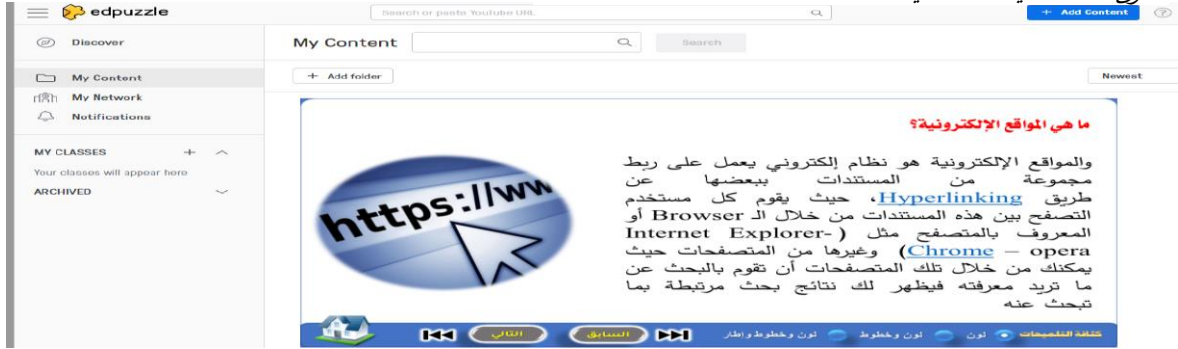 edpuzzle
Search or paste YouTube URL
+ Add Content
Discover
My Content
Search
My Content
+ Add folder
Newest
My Network
Notifications
MY CLASSES
Your classes will appear here
ARCHIVED
ما هي المواقع الإلكترونية؟
والمواقع الإلكترونية هو نظام إلكتروني يعمل على ربط
مجموعة من المستندات ببعضها عن
طريق Hyperlinking، حيث يقوم كل مستخدم
التصفح بين هذه المستندات من خلال الـ Browser أو
المعروف بالمتصفح مثل ( -Internet Explorer
Chrome – opera) وغيرها من المتصفحات حيث
يمكنك من خلال تلك المتصفحات أن تقوم بالبحث عن
ما تريد معرفته فيظهر لك نتائج بحث مرتبطة بما
تبحث عنه
https://ww
كثافة التلميحات لون لون وخطوط لون وخطوط واطار
السابق
التالي